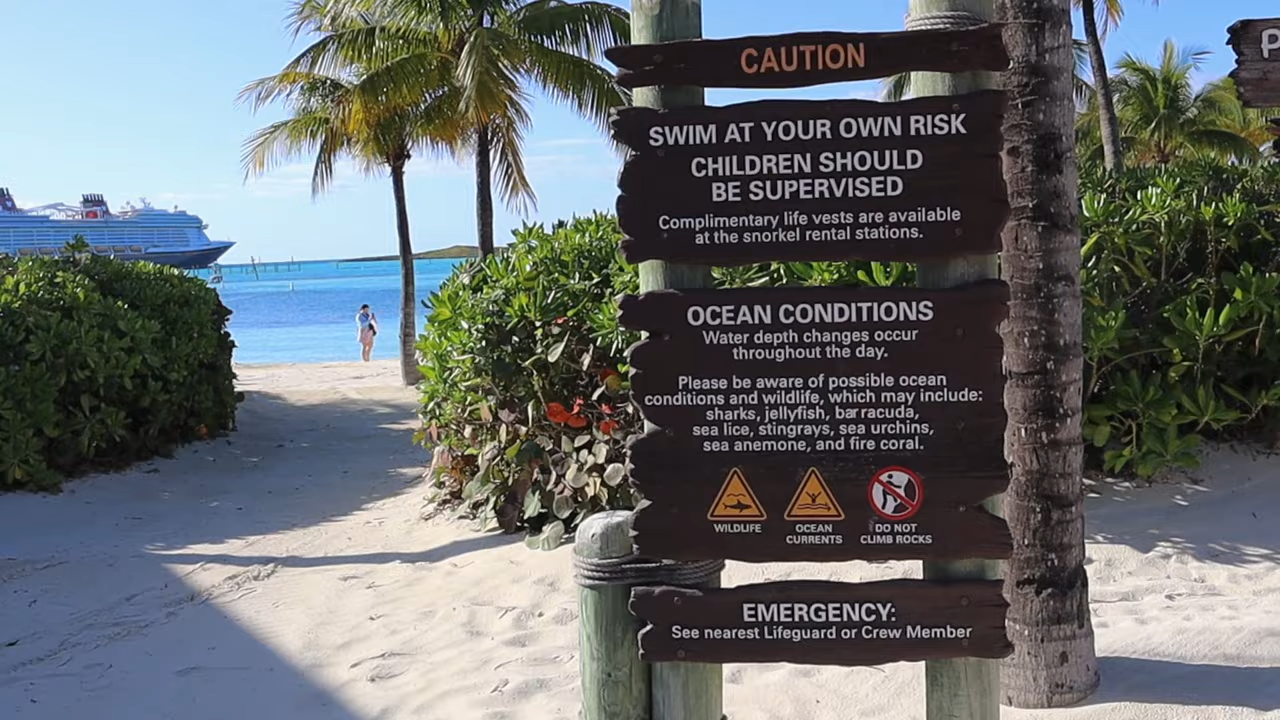 CAUTION
SWIM AT YOUR OWN RISK
CHILDREN SHOULD
BE SUPERVISED
Complimentary life vests are available
at the snorkel rental stations.
OCEAN CONDITIONS
Water depth changes occur
throughout the day.
Please be aware of possible ocean
conditions and wildlife, which may include:
sharks, jellyfish, barracuda,
sea lice, stingrays, sea urchins,
sea anemone, and fire coral.
WILDLIFE
OCEAN
CURRENTS
DO NOT
CLIMB ROCKS
EMERGENCY:
See nearest Lifeguard or Crew Member